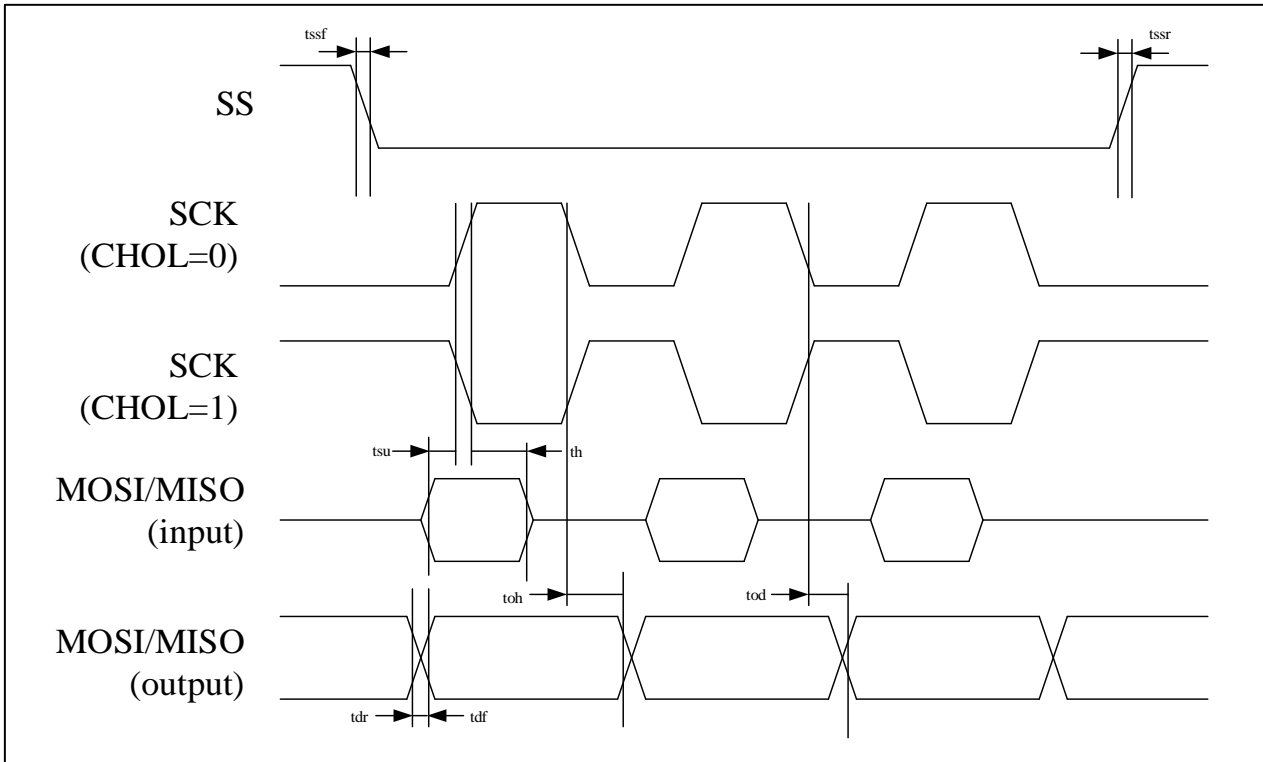 tssf
tssr
SS
SCK
(CHOL=0)
SCK
(CHOL=1)
tsu
th
MOSI/MISO
(input)
toh
tod
MOSI/MISO
(output)
tdr
tdf